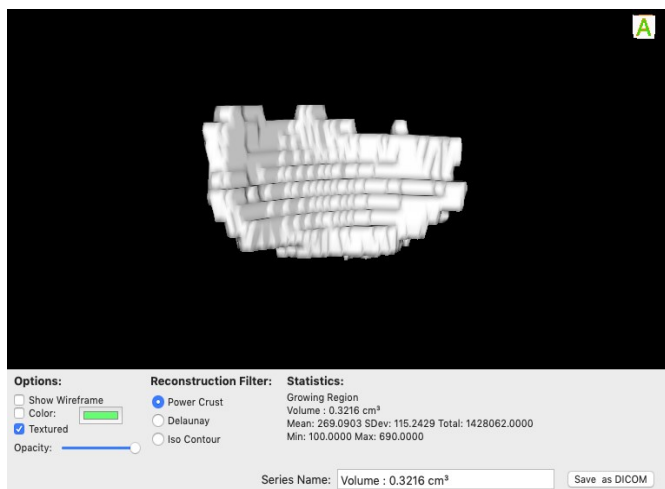 A
Options:
Show Wireframe
Color:
Textured
Opacity:
Reconstruction Filter:
Power Crust
Delaunay
Iso Contour
Statistics:
Growing Region
Volume : 0.3216 cm³
Mean: 269.0903 SDev: 115.2429 Total: 1428062.0000
Min: 100.0000 Max: 690.0000
Series Name: Volume : 0.3216 cm³ Save as DICOM